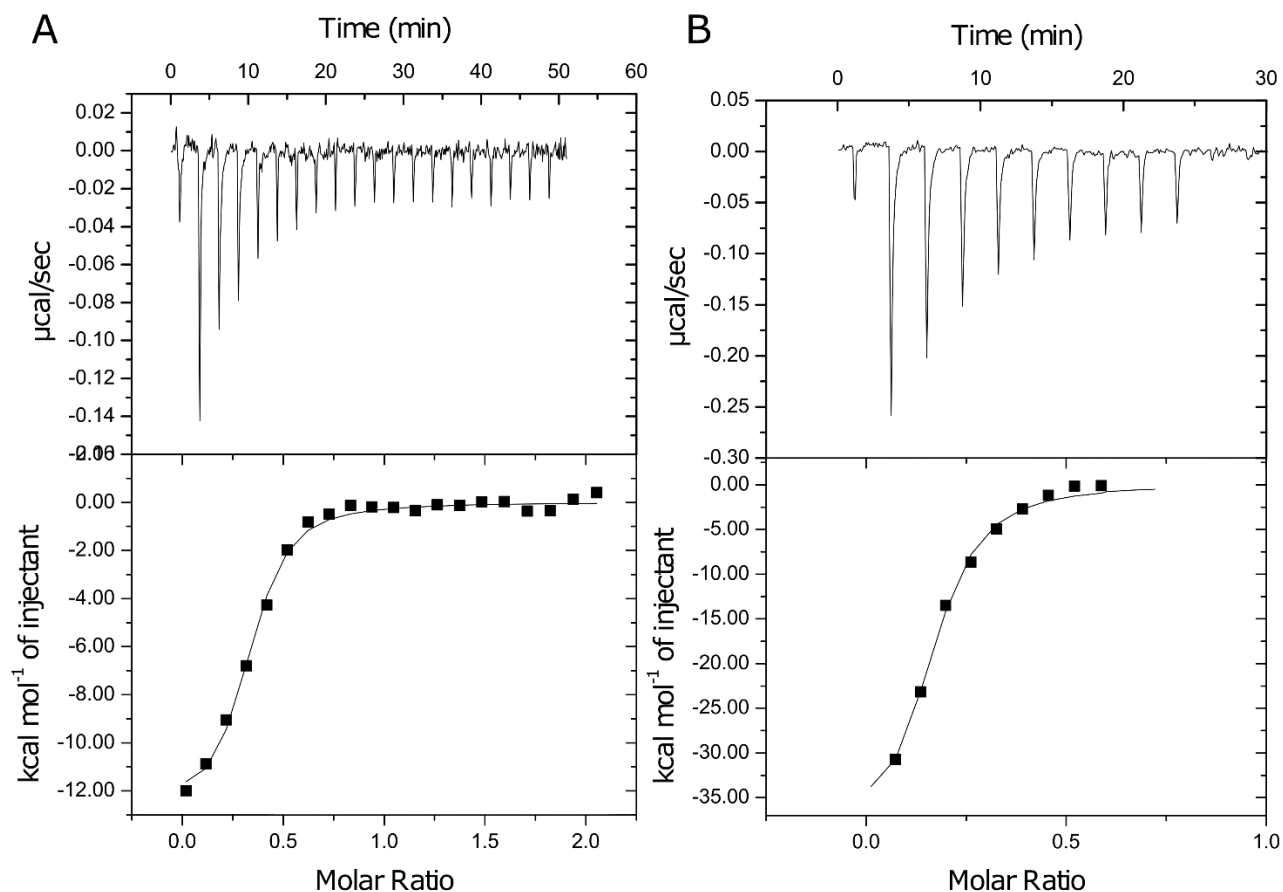 A
Time (min)
0 10 20 30 40 50 60
0.02
0.00
-0.02
-0.04
-0.06
-0.08
-0.10
-0.12
-0.14
-0.16
µcal/sec
2.00
0.00
-2.00
-4.00
-6.00
-8.00
-10.00
-12.00
kcal mol⁻¹ of injectant
0.0 0.5 1.0 1.5 2.0
Molar Ratio
B
Time (min)
0 10 20 30
0.05
0.00
-0.05
-0.10
-0.15
-0.20
-0.25
-0.30
µcal/sec
0.00
-5.00
-10.00
-15.00
-20.00
-25.00
-30.00
-35.00
kcal mol⁻¹ of injectant
0.0 0.5 1.0
Molar Ratio